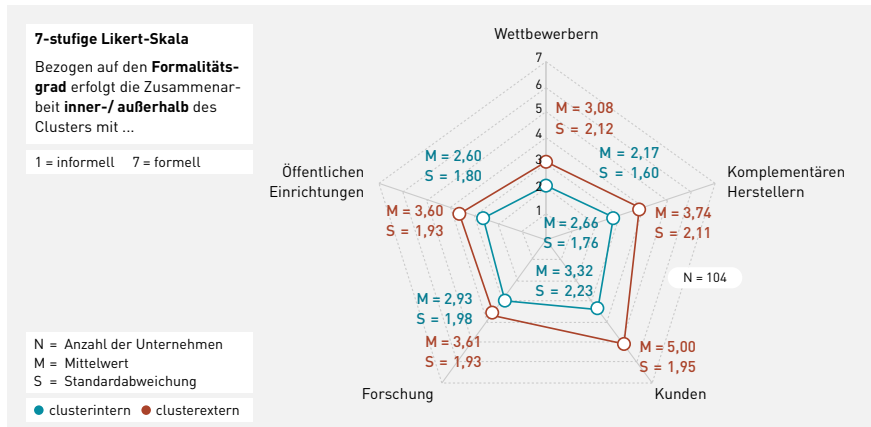 7-stufige Likert-Skala
Bezogen auf den Formalitäts-
grad erfolgt die Zusammenar-
beit inner-/ außerhalb des
Clusters mit ...
1 = informell 7 = formell
Wettbewerbern
7
6
5
4
3
2
1
M = 3,08
S = 2,12
M = 2,17
S = 1,60
M = 2,60
S = 1,80
Öffentlichen
Einrichtungen
Komplementären
Herstellern
M = 3,60
S = 1,93
M = 2,66
S = 1,76
M = 3,74
S = 2,11
M = 3,32
S = 2,23
N = 104
M = 2,93
S = 1,98
M = 3,61
S = 1,93
M = 5,00
S = 1,95
Forschung
Kunden
N = Anzahl der Unternehmen
M = Mittelwert
S = Standardabweichung
clusterintern clusterextern